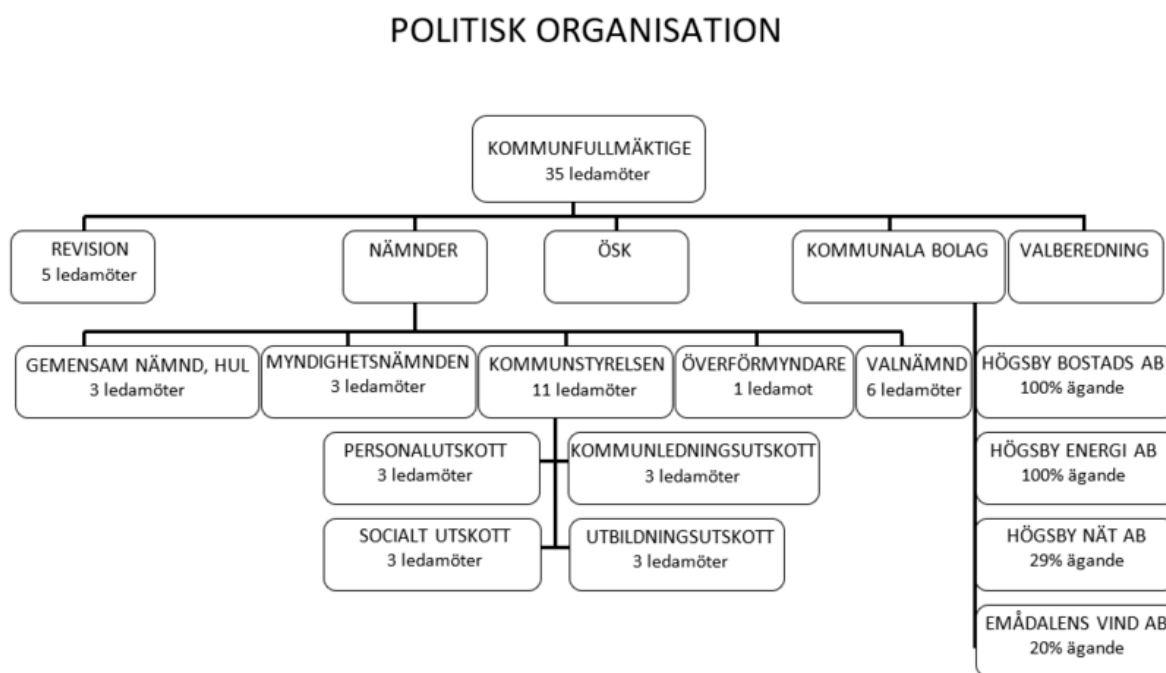 POLITISK ORGANISATION
KOMMUNFULLMÄKTIGE
35 ledamöter
REVISION
5 ledamöter
NÄMNDER
ÖSK
KOMMUNALA BOLAG
VALBEREDNING
GEMENSAM NÄMND, HUL
3 ledamöter
MYNDIGHETSNÄMNDEN
3 ledamöter
KOMMUNSTYRELSEN
11 ledamöter
ÖVERFÖRMYNDARE
1 ledamot
VALNÄMND
6 ledamöter
HÖGSBY BOSTADS AB
100% ägande
PERSONALUTSKOTT
3 ledamöter
KOMMUNLEDNINGSUTSKOTT
3 ledamöter
HÖGSBY ENERGI AB
100% ägande
SOCIALT UTSKOTT
3 ledamöter
UTBILDNINGSUTSKOTT
3 ledamöter
HÖGSBY NÄT AB
29% ägande
EMÅDALENS VIND AB
20% ägande